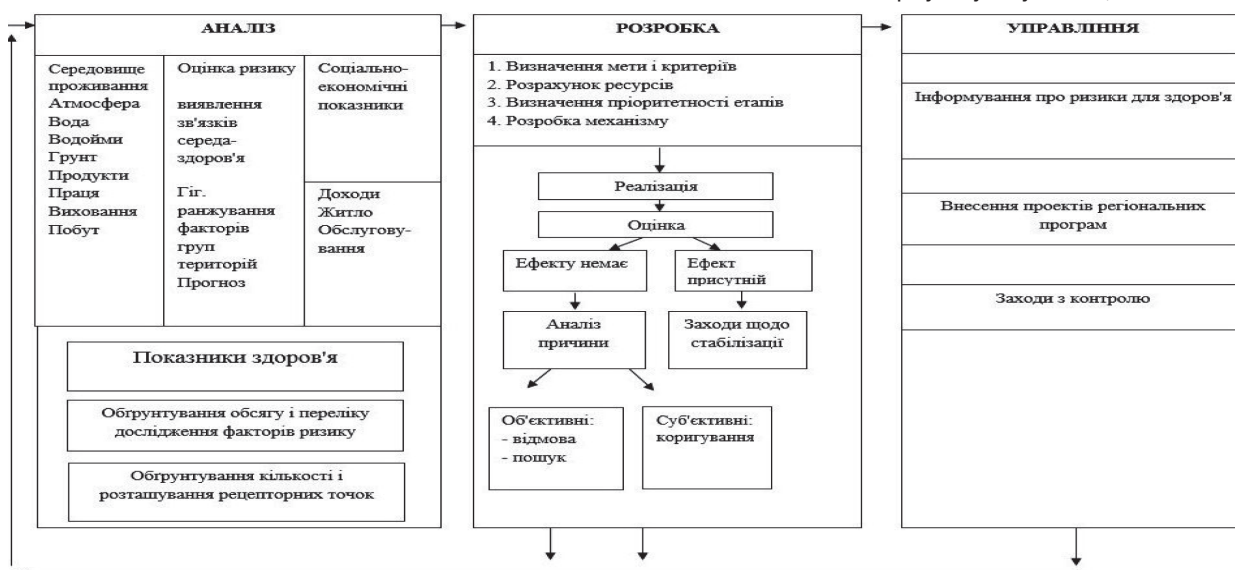 АНАЛІЗ
Середовище
проживання
Атмосфера
Вода
Водойми
Грунт
Продукти
Праця
Виховання
Побут
Оцінка ризику
виявлення
зв'язків
середа-
здоров'я
Гіг.
ранжування
факторів
груп
територій
Прогноз
Соціально-
економічні
показники
Доходи
Житло
Обслугову-
вання
Показники здоров'я
Обґрунтування обсягу і переліку
дослідження факторів ризику
Обґрунтування кількості і
розташування рецепторних точок
РОЗРОБКА
1. Визначення мети і критеріїв
2. Розрахунок ресурсів
3. Визначення пріоритетності етапів
4. Розробка механізму
Реалізація
Оцінка
Ефекту немає
Ефект
присутній
Аналіз
причини
Заходи щодо
стабілізації
Об'єктивні:
- відмова
- пошук
Суб'єктивні:
коригування
УПРАВЛІННЯ
Інформування про ризики для здоров'я
Внесення проектів регіональних
програм
Заходи з контролю